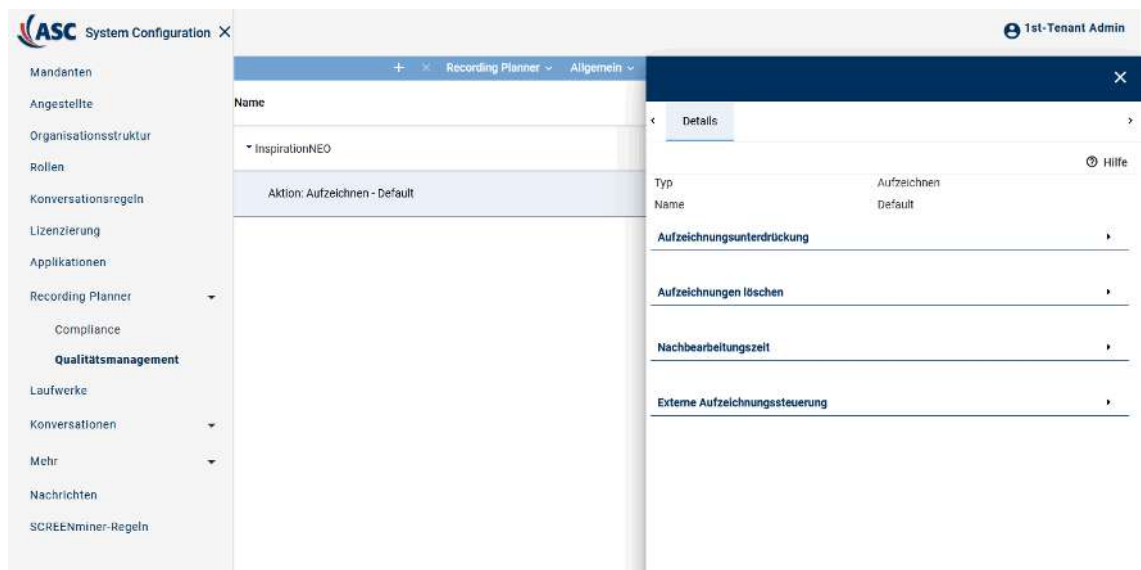 ASC System Configuration
1st-Tenant Admin
Mandanten
Angestellte
Organisationsstruktur
Rollen
Konversationsregeln
Lizenzierung
Applikationen
Recording Planner
Compliance
Qualitätsmanagement
Laufwerke
Konversationen
Mehr
Nachrichten
SCREENminer-Regeln
Recording Planner Allgemein
Name
InspirationNEO
Aktion: Aufzeichnen - Default
Details
Hilfe
Typ Aufzeichnen
Name Default
Aufzeichnungsunterdrückung
Aufzeichnungen löschen
Nachbearbeitungszeit
Externe Aufzeichnungssteuerung